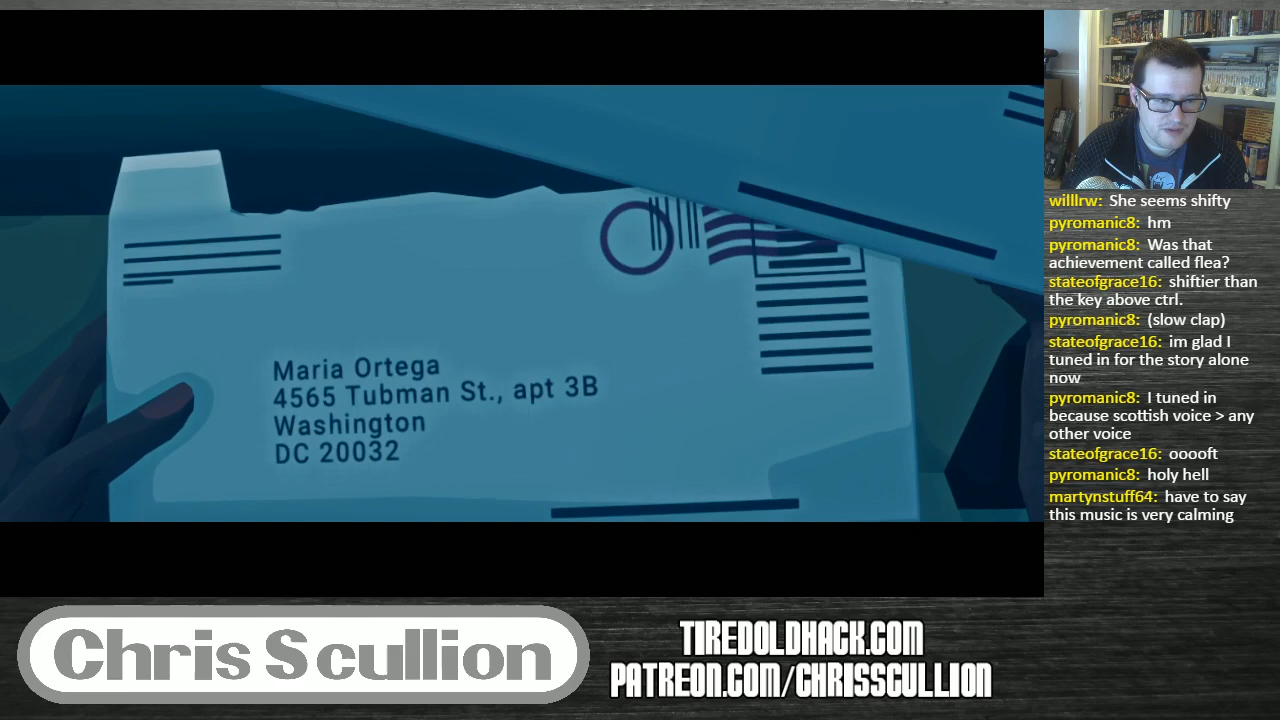 Maria Ortega
4565 Tubman St., apt 3B
Washington
DC 20032
willlrw: She seems shifty
pyromanic8: hm
pyromanic8: Was that
achievement called flea?
stateofgrace16: shiftier than
the key above ctrl.
pyromanic8: (slow clap)
stateofgrace16: im glad I
tuned in for the story alone
now
pyromanic8: I tuned in
because scottish voice > any
other voice
stateofgrace16: ooooft
pyromanic8: holy hell
martynstuff64: have to say
this music is very calming
Chris Scullion
TIREDOLDHACK.COM
PATREON.COM/CHRISSCULLION